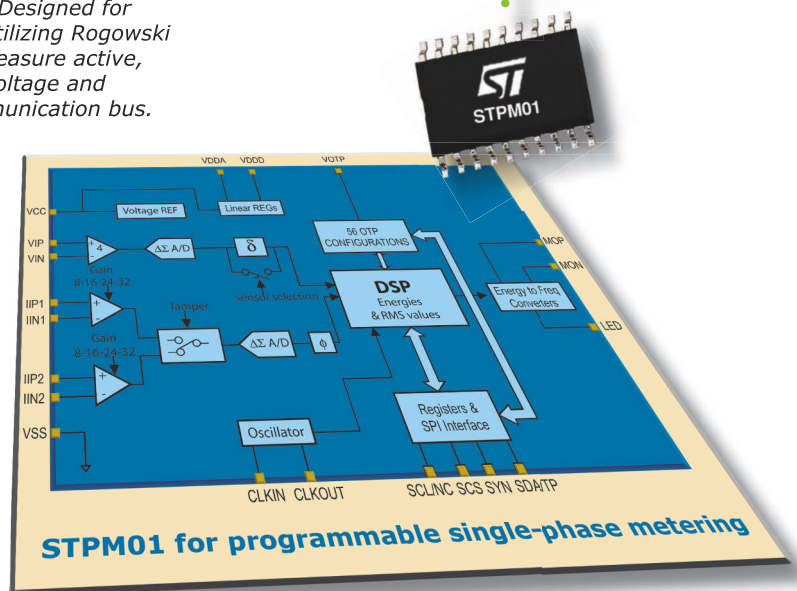 Designed for
tilizing Rogowski
easure active,
oltage and
munication bus.
ST
STPM01
VDDA VDDD VOTP
VCC
Voltage REF
Linear REGs
56 OTP
CONFIGURATIONS
VIP
VIN
+
4
-
ΔΣ A/D
δ
sensor selection
MOP
MON
Gain
8-16-24-32
DSP
Energies
& RMS values
Energy to Freq
Converters
IIP1
IIN1
+
-
Tamper
LED
Gain
8-16-24-32
ΔΣ A/D
ϕ
IIP2
IIN2
+
-
Registers &
SPI Interface
VSS
Oscillator
CLKIN CLKOUT
SCL/NC SCS SYN SDA/TP
STPM01 for programmable single-phase metering